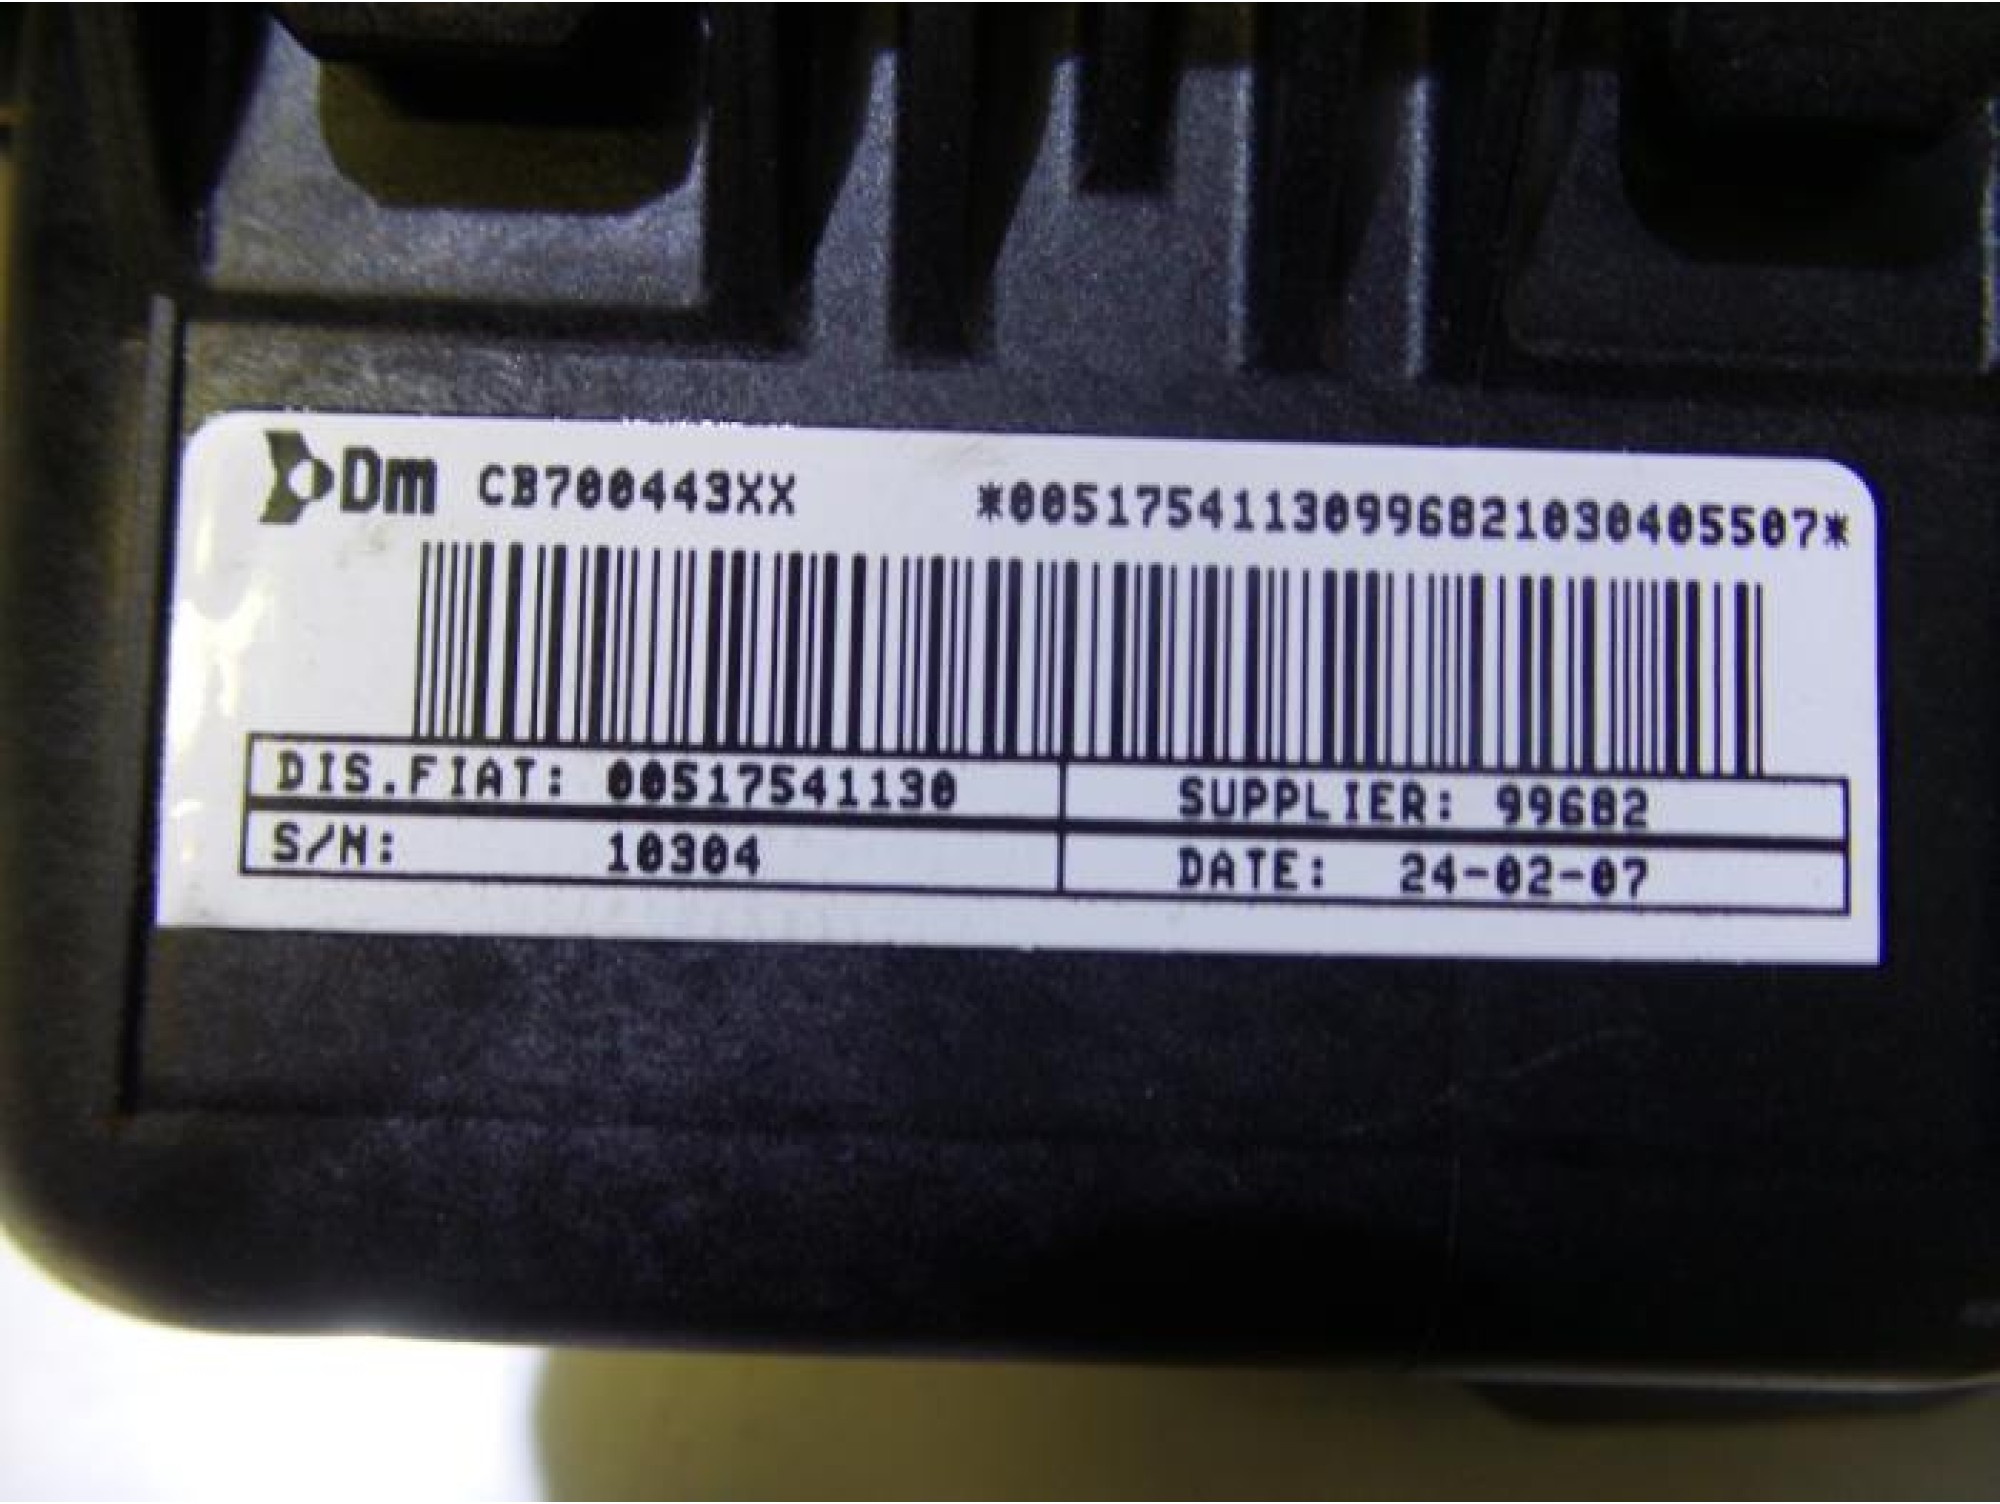 Dm CB700443XX *00517541130996821030405507*
DIS.FIAT: 00517541130 SUPPLIER: 99682
S/N: 10304 DATE: 24-02-07